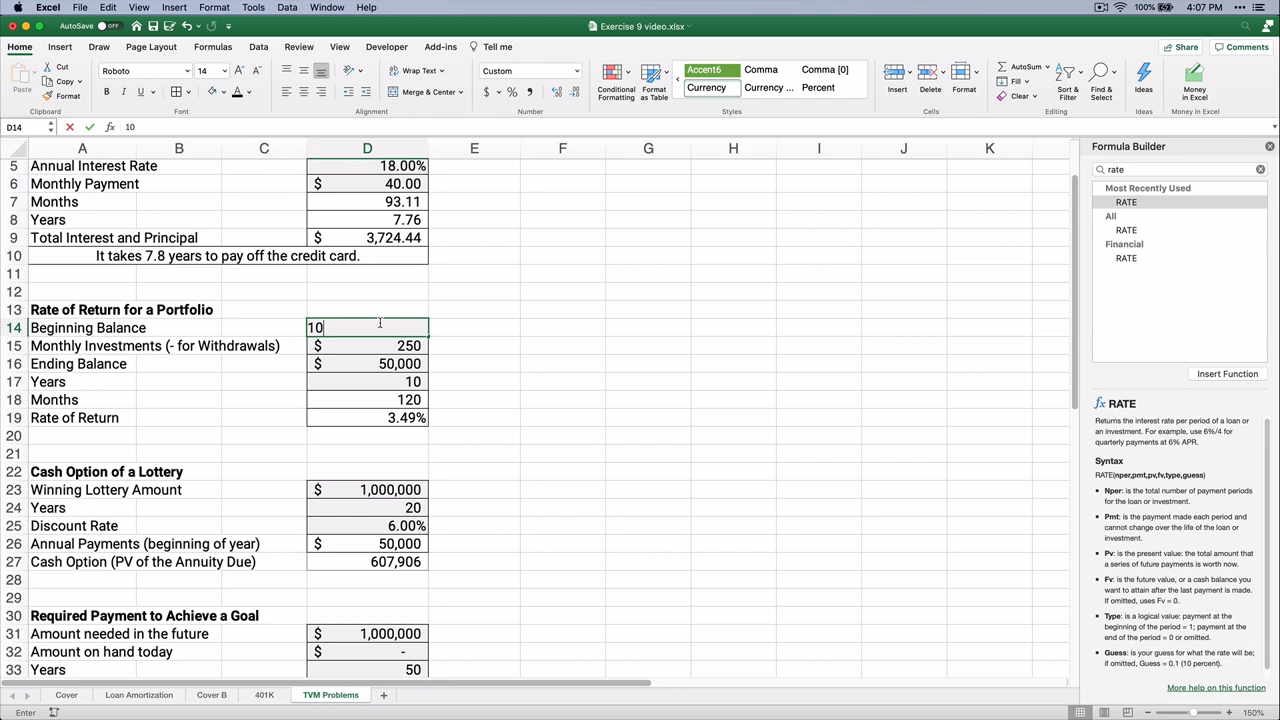 Excel File Edit View Insert Format Tools Data Window Help 100% 4:07 PM
AutoSave OFF Exercise 9 video.xlsx
Home Insert Draw Page Layout Formulas Data Review View Developer Add-ins Tell me Share Comments
Paste Cut Copy Format Roboto 14 Wrap Text Merge & Center Custom
Conditional Formatting Format as Table Accent6 Comma Comma [0] Currency Currency ... Percent
Insert Delete Format AutoSum Fill Clear Sort & Filter Find & Select Ideas Money in Excel
Clipboard Font Alignment Number Styles Cells Editing Ideas Money in Excel
D14 fx 10
A B C D E F G H I J K
5 Annual Interest Rate 18.00%
6 Monthly Payment $ 40.00
7 Months 93.11
8 Years 7.76
9 Total Interest and Principal $ 3,724.44
10 It takes 7.8 years to pay off the credit card.
11
12
13 Rate of Return for a Portfolio
14 Beginning Balance 10
15 Monthly Investments (- for Withdrawals) $ 250
16 Ending Balance $ 50,000
17 Years 10
18 Months 120
19 Rate of Return 3.49%
20
21
22 Cash Option of a Lottery
23 Winning Lottery Amount $ 1,000,000
24 Years 20
25 Discount Rate 6.00%
26 Annual Payments (beginning of year) $ 50,000
27 Cash Option (PV of the Annuity Due) 607,906
28
29
30 Required Payment to Achieve a Goal
31 Amount needed in the future $ 1,000,000
32 Amount on hand today $ -
33 Years 50
Formula Builder
rate
Most Recently Used
RATE
All
RATE
Financial
RATE
Insert Function
fx RATE
Returns the interest rate per period of a loan or
an investment. For example, use 6%/4 for
quarterly payments at 6% APR.
Syntax
RATE(nper,pmt,pv,fv,type,guess)
Nper: is the total number of payment periods
for the loan or investment.
Pmt: is the payment made each period and
cannot change over the life of the loan or
investment.
Pv: is the present value: the total amount that
a series of future payments is worth now.
Fv: is the future value, or a cash balance you
want to attain after the last payment is made.
If omitted, uses Fv = 0.
Type: is a logical value: payment at the
beginning of the period = 1; payment at the
end of the period = 0 or omitted.
Guess: is your guess for what the rate will be;
if omitted, Guess = 0.1 (10 percent).
More help on this function
Cover Loan Amortization Cover B 401K TVM Problems +
Enter 150%